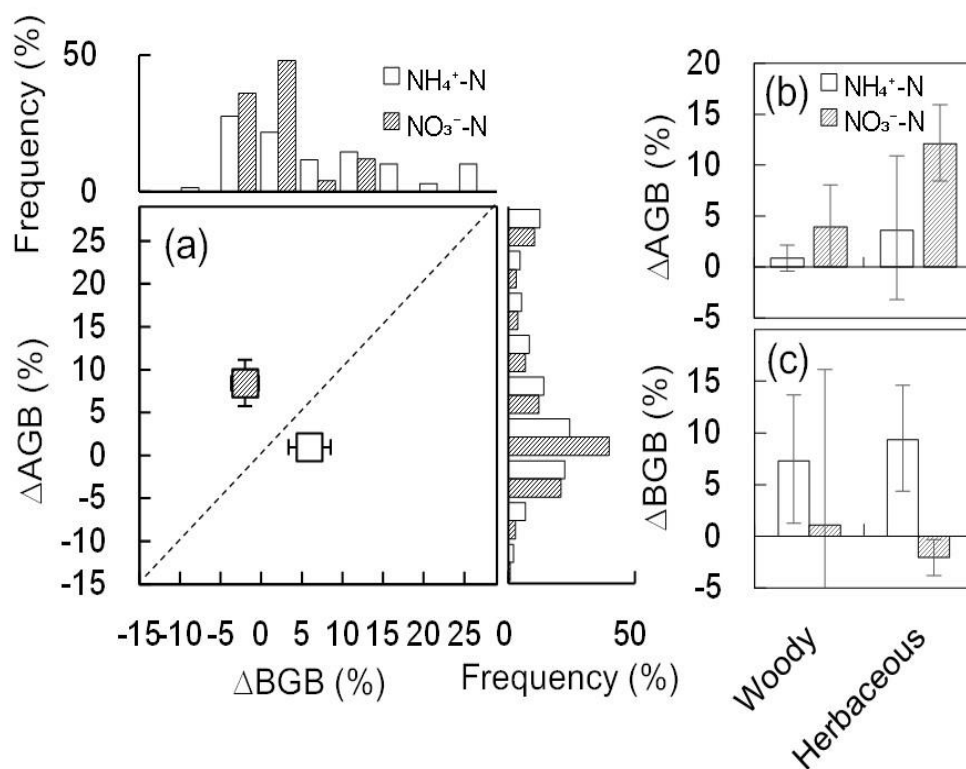 Frequency (%)
50
0
NH₄⁺-N
NO₃⁻-N
(a)
ΔAGB (%)
25
20
15
10
5
0
-5
-10
-15
-15 -10 -5 0 5 10 15 20 25
ΔBGB (%)
0 50
Frequency (%)
(b)
NH₄⁺-N
NO₃⁻-N
ΔAGB (%)
20
15
10
5
0
-5
(c)
ΔBGB (%)
15
10
5
0
-5
Woody
Herbaceous